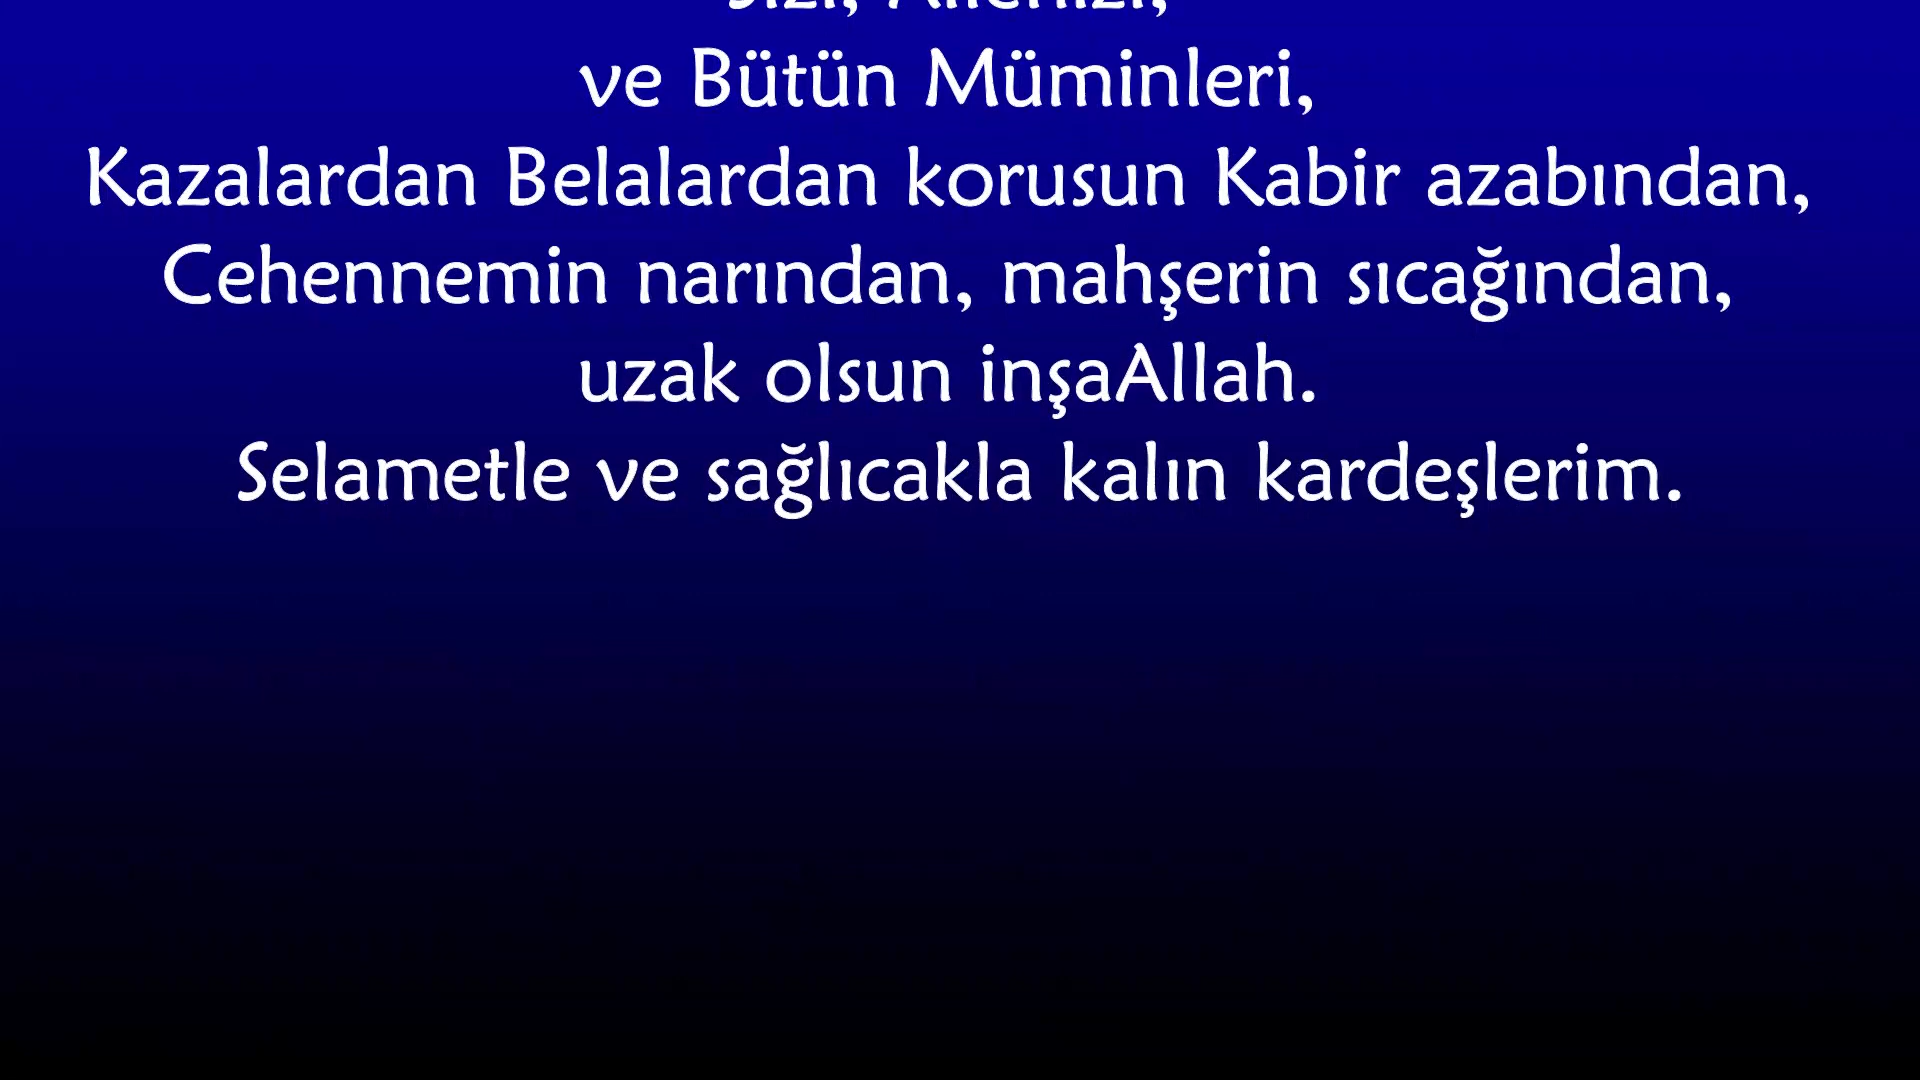 ve Bütün Müminleri,
Kazalardan Belalardan korusun Kabir azabından,
Cehennemin narından, mahşerin sıcağından,
uzak olsun inşaAllah.
Selametle ve sağlıcakla kalın kardeşlerim.